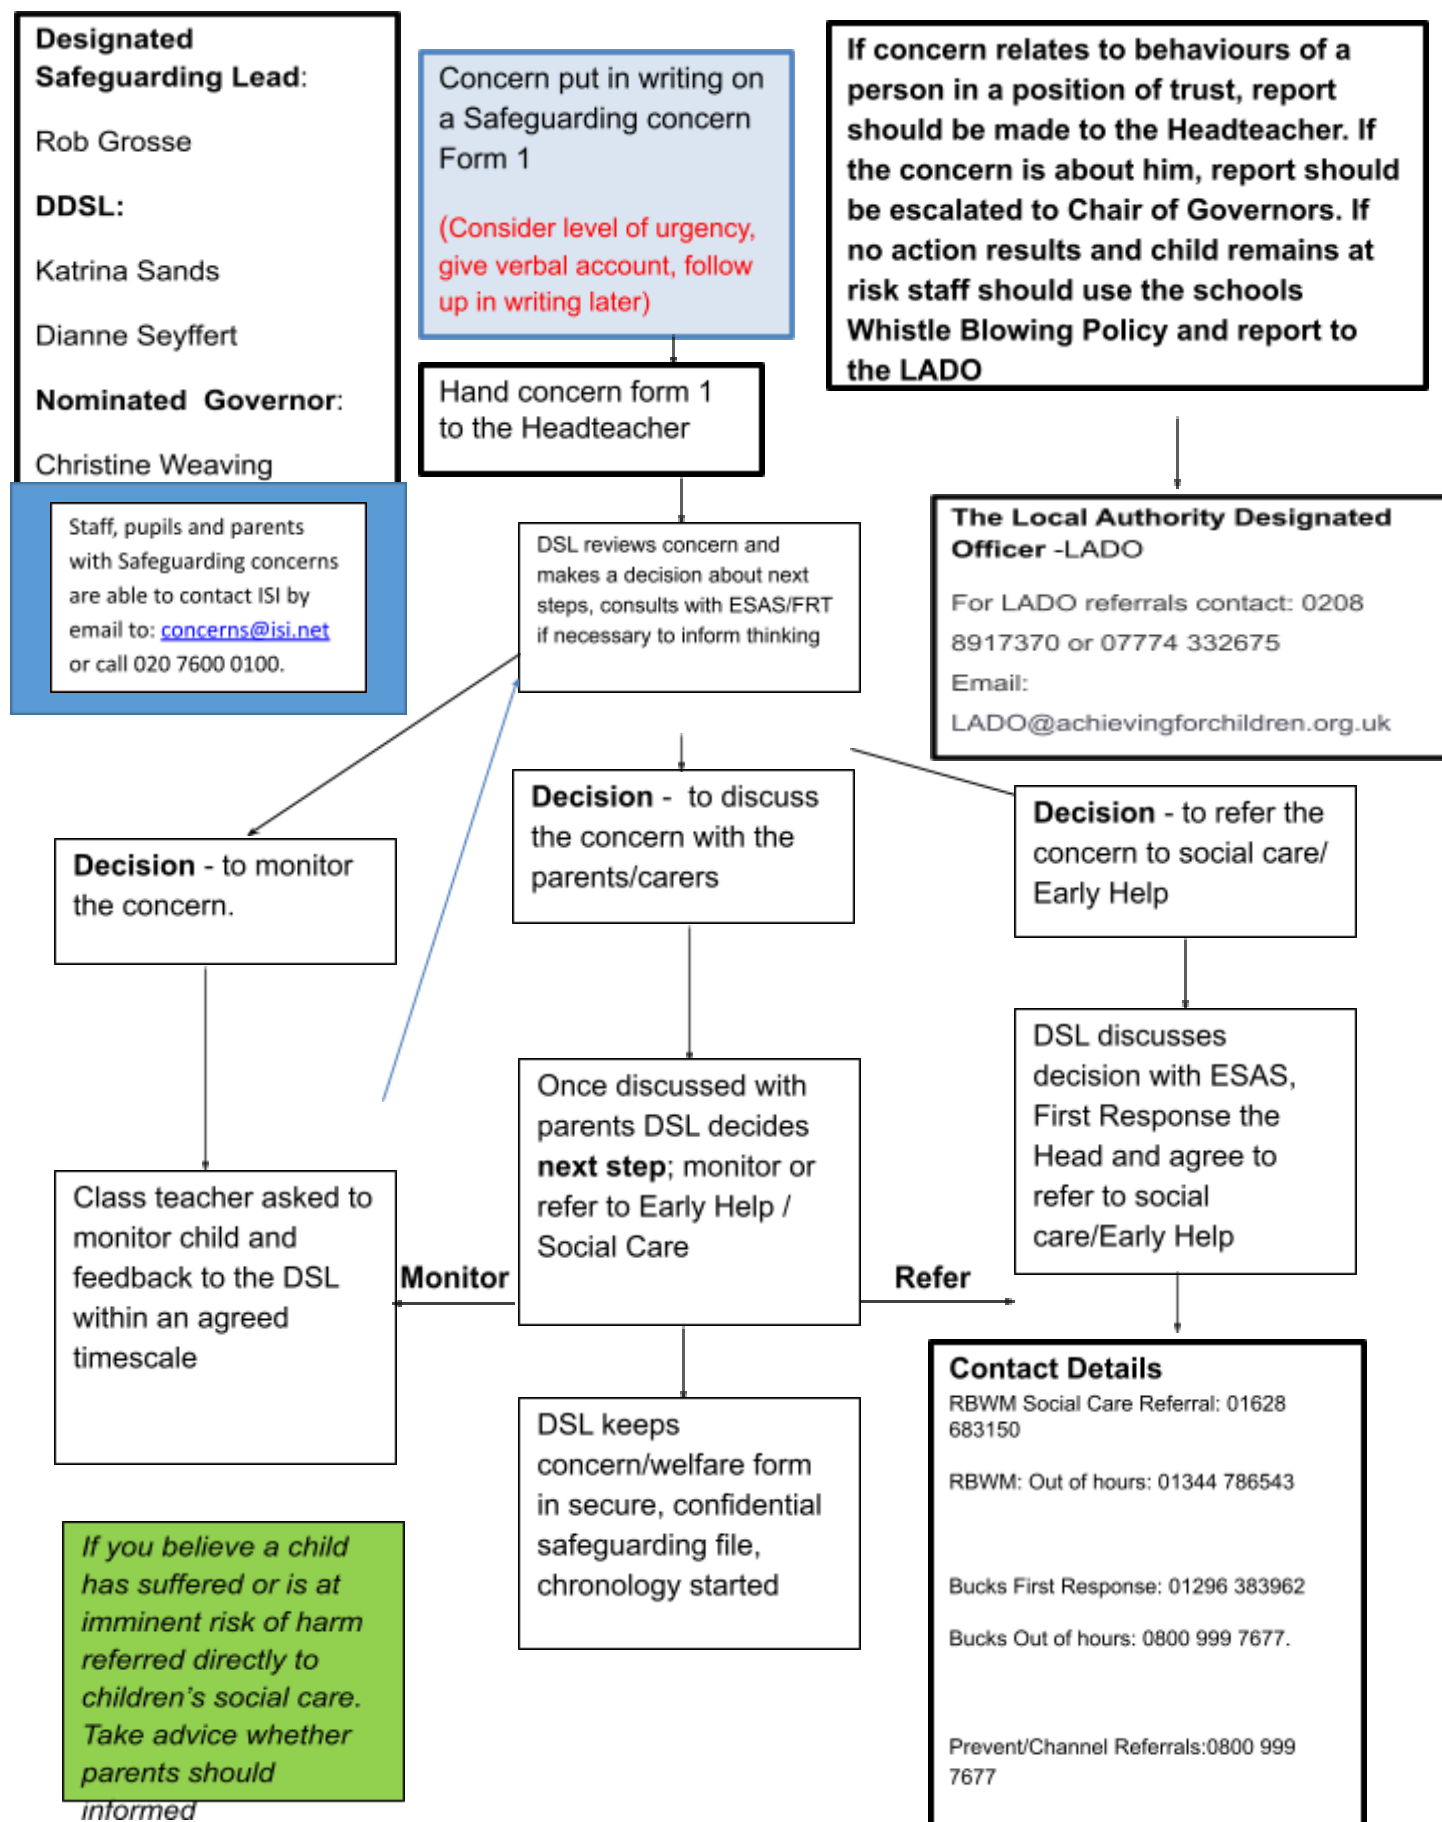 Designated
Safeguarding Lead:
Rob Grosse
DDSL:
Katrina Sands
Dianne Seyffert
Nominated Governor:
Christine Weaving
Staff, pupils and parents
with Safeguarding concerns
are able to contact ISI by
email to: concerns@isi.net
or call 020 7600 0100.
Concern put in writing on
a Safeguarding concern
Form 1
(Consider level of urgency,
give verbal account, follow
up in writing later)
Hand concern form 1
to the Headteacher
If concern relates to behaviours of a
person in a position of trust, report
should be made to the Headteacher. If
the concern is about him, report should
be escalated to Chair of Governors. If
no action results and child remains at
risk staff should use the schools
Whistle Blowing Policy and report to
the LADO
DSL reviews concern and
makes a decision about next
steps, consults with ESAS/FRT
if necessary to inform thinking
The Local Authority Designated
Officer -LADO
For LADO referrals contact: 0208
8917370 or 07774 332675
Email:
LADO@achievingforchildren.org.uk
Decision - to monitor
the concern.
Decision - to discuss
the concern with the
parents/carers
Decision - to refer the
concern to social care/
Early Help
Class teacher asked to
monitor child and
feedback to the DSL
within an agreed
timescale
Monitor
Once discussed with
parents DSL decides
next step; monitor or
refer to Early Help /
Social Care
Refer
DSL discusses
decision with ESAS,
First Response the
Head and agree to
refer to social
care/Early Help
DSL keeps
concern/welfare form
in secure, confidential
safeguarding file,
chronology started
Contact Details
RBWM Social Care Referral: 01628
683150
RBWM: Out of hours: 01344 786543
Bucks First Response: 01296 383962
Bucks Out of hours: 0800 999 7677.
Prevent/Channel Referrals:0800 999
7677
If you believe a child
has suffered or is at
imminent risk of harm
referred directly to
children's social care.
Take advice whether
parents should
informed